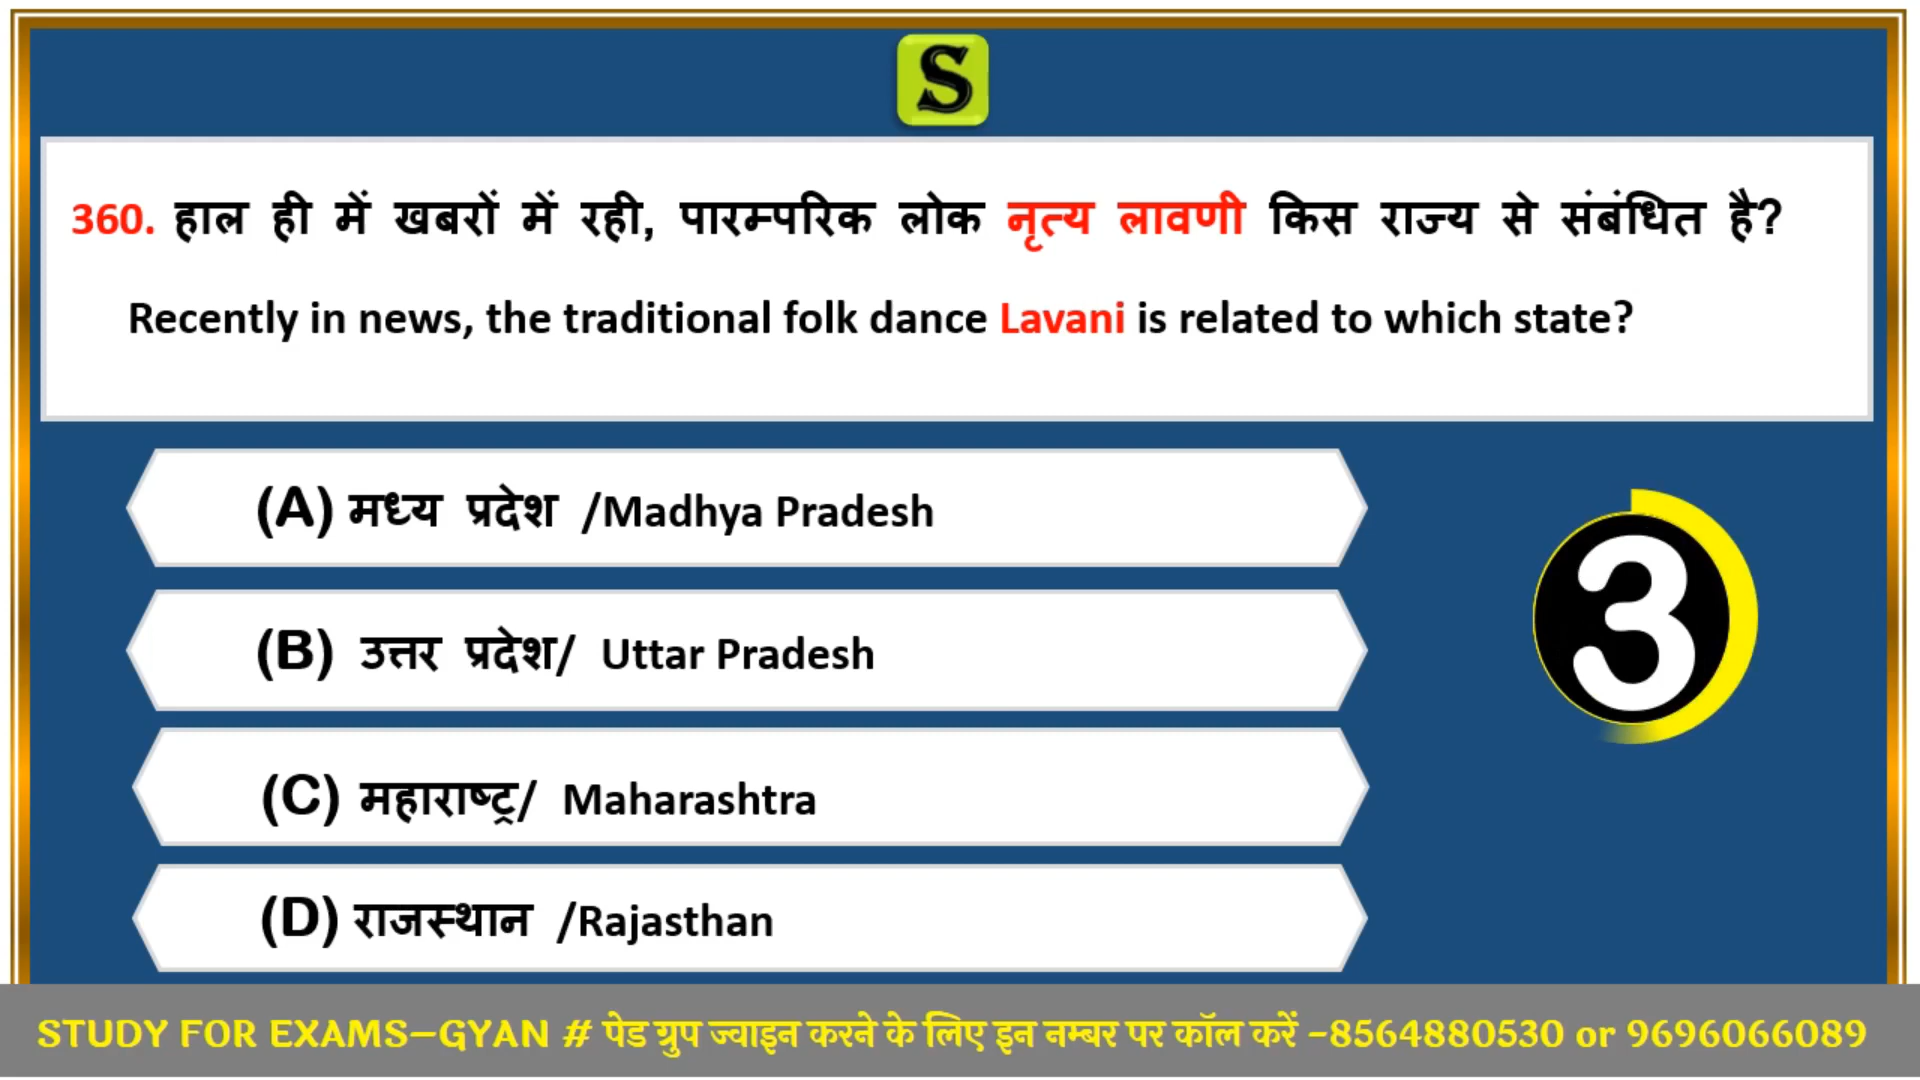 S
360. हाल ही में खबरों में रही, पारम्परिक लोक नृत्य लावणी किस राज्य से संबंधित है?
Recently in news, the traditional folk dance Lavani is related to which state?
(A) मध्य प्रदेश /Madhya Pradesh
(B) उत्तर प्रदेश/ Uttar Pradesh
3
(C) महाराष्ट्र/ Maharashtra
(D) राजस्थान /Rajasthan
STUDY FOR EXAMS–GYAN # पेड ग्रुप ज्वाइन करने के लिए इन नम्बर पर कॉल करें -8564880530 or 9696066089